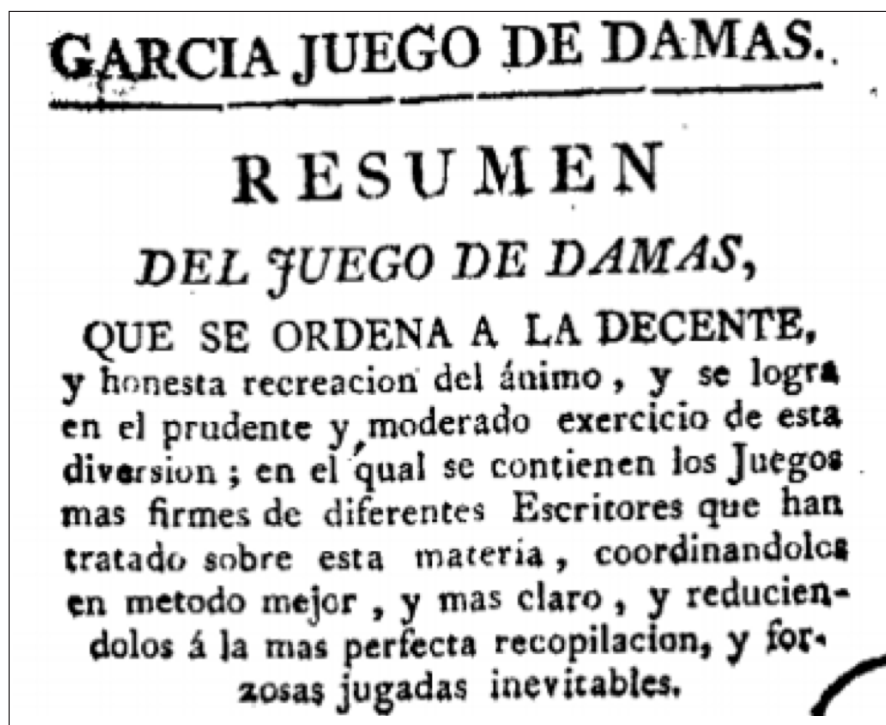 GARCIA JUEGO DE DAMAS.
RESUMEN
DEL JUEGO DE DAMAS,
QUE SE ORDENA A LA DECENTE,
y honesta recreacion del ánimo, y se logra
en el prudente y moderado exercicio de esta
diversion; en el qual se contienen los Juegos
mas firmes de diferentes Escritores que han
tratado sobre esta materia, coordinandolos
en metodo mejor, y mas claro, y reducien-
dolos á la mas perfecta recopilacion, y for-
zosas jugadas inevitables.